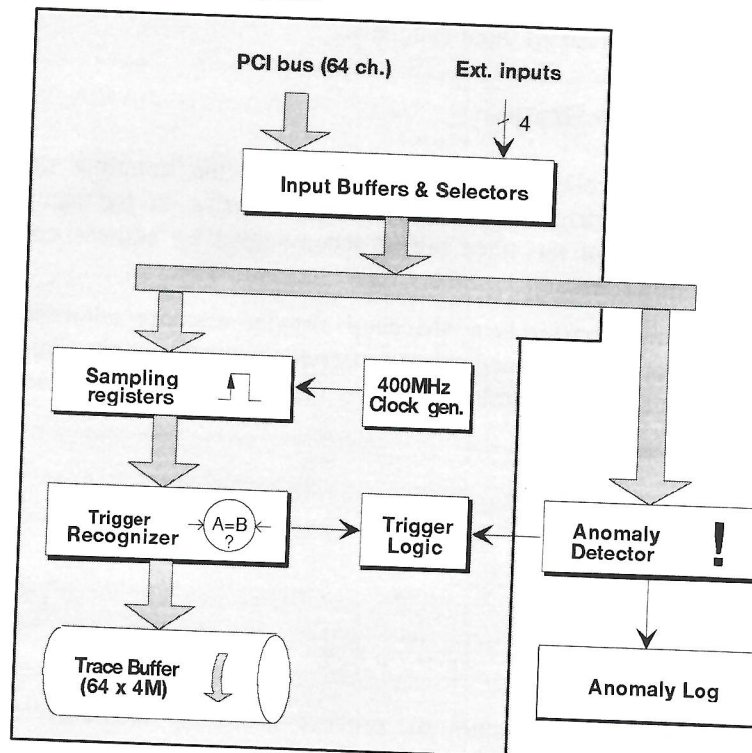 PCI bus (64 ch.)
Ext. inputs
4
Input Buffers & Selectors
Sampling
registers
400MHz
Clock gen.
Trigger
Recognizer
A=B
?
Trigger
Logic
Anomaly
Detector
!
Trace Buffer
(64 x 4M)
Anomaly Log